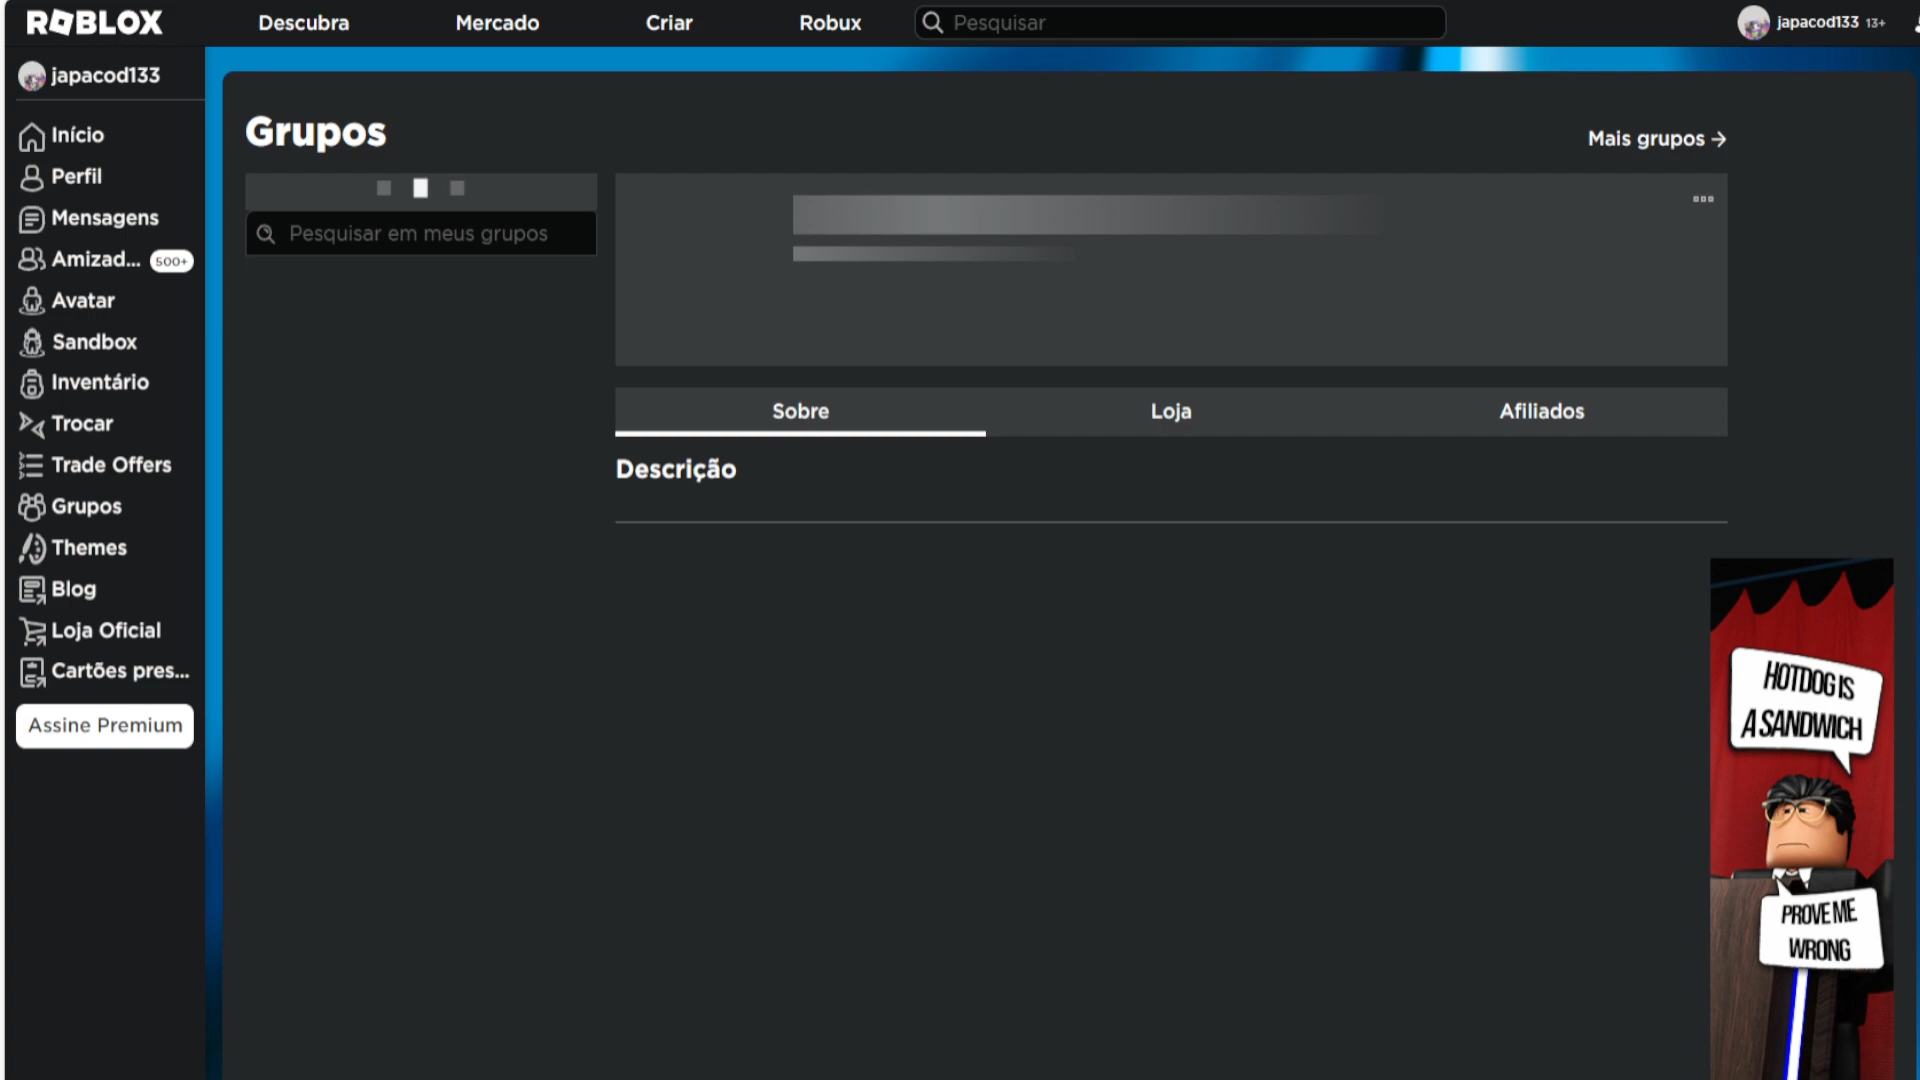 ROBLOX
Descubra
Mercado
Criar
Robux
Pesquisar
japacod133 13+
japacod133
Início
Perfil
Mensagens
Amizad... 500+
Avatar
Sandbox
Inventário
Trocar
Trade Offers
Grupos
Themes
Blog
Loja Oficial
Cartões pres...
Assine Premium
Grupos
Mais grupos →
Pesquisar em meus grupos
Sobre
Loja
Afiliados
Descrição
HOTDOG IS
A SANDWICH
PROVE ME
WRONG